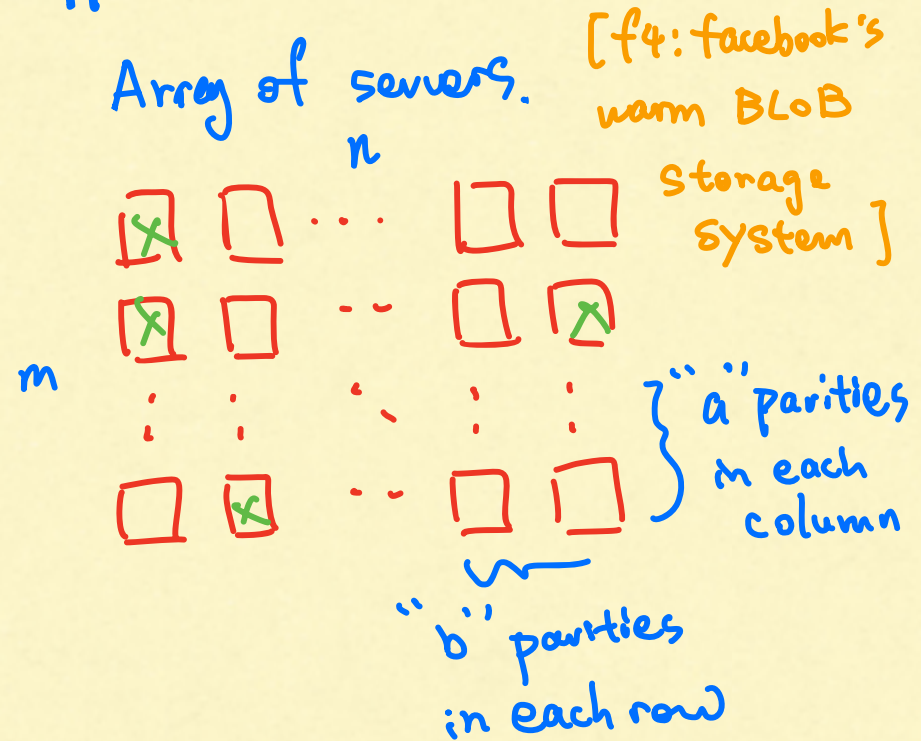 [f4: facebook's
Array of servers.
warm BLOB
n
storage
system]
m
"a" parities
in each
column
"b" parities
in each row